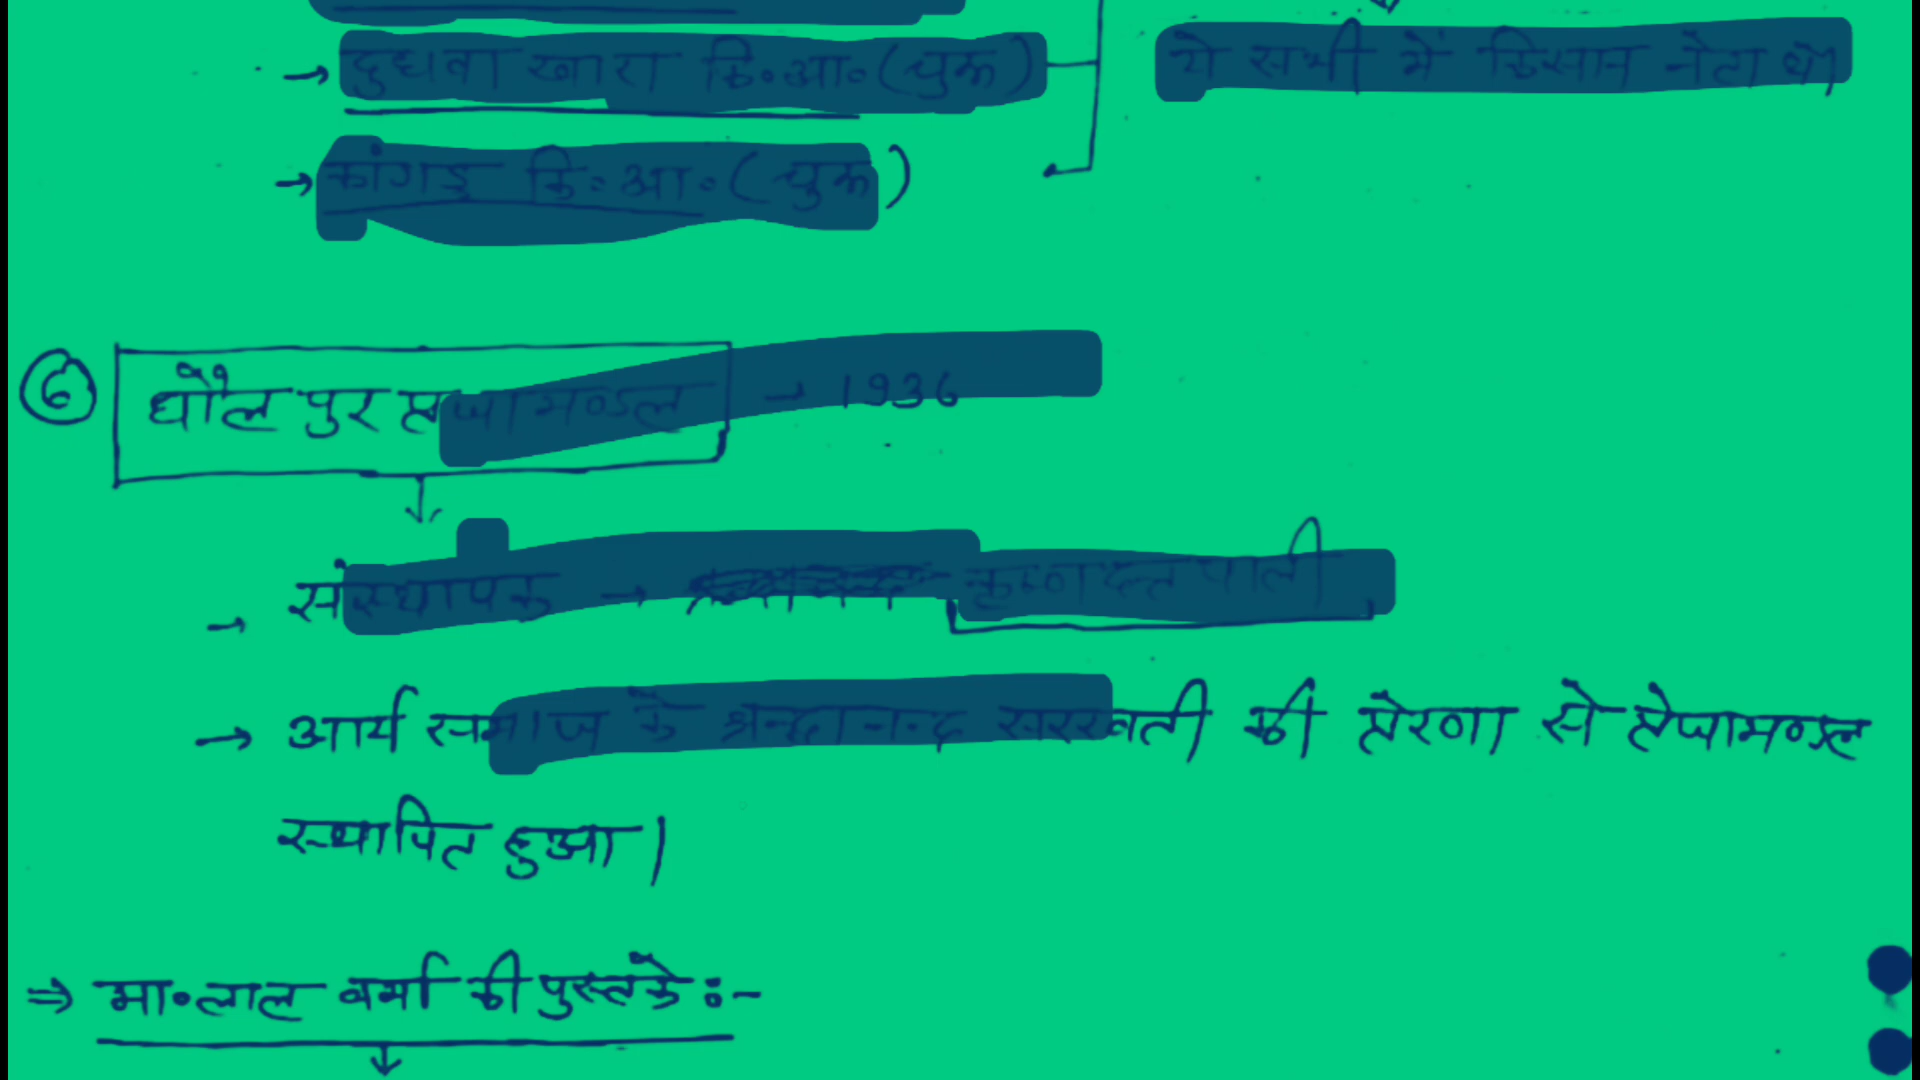 → दुधवा खारा कि॰आ॰ (चुरू)
ये सभी में किसान नेता थे।
→ कांगड कि॰आ॰ (चुरू)
⑥ धौलपुर प्रजामण्डल → 1936
→ संस्थापक → कृष्णदत्त पाली
→ आर्य समाज के श्रद्धानन्द सरस्वती की प्रेरणा से प्रजामण्डल
स्थापित हुआ।
⇒ मा॰लाल वर्मा की पुस्तकें :-